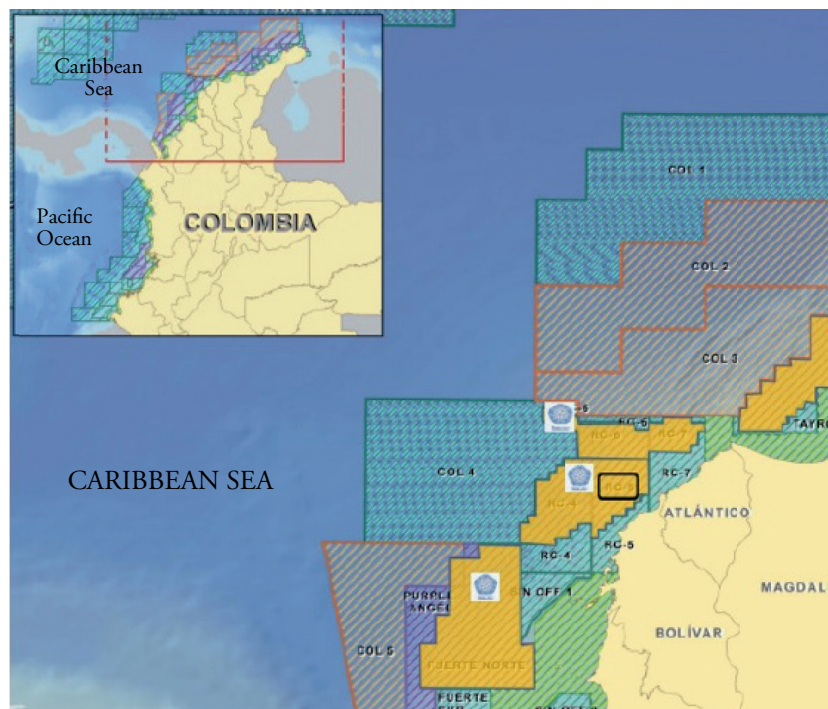 Caribbean
Sea
Pacific
Ocean
COLOMBIA
COL 1
COL 2
COL 3
TAYR
RC-6
RC-6
RC-7
COL 4
RC-7
RC-5
RC-4
ATLÁNTICO
CARIBBEAN SEA
RC-5
RC-4
PURPLE
ANGEL
SIN OFF 1
MAGDAL
BOLÍVAR
COL 5
FUERTE NORTE
FUERTE